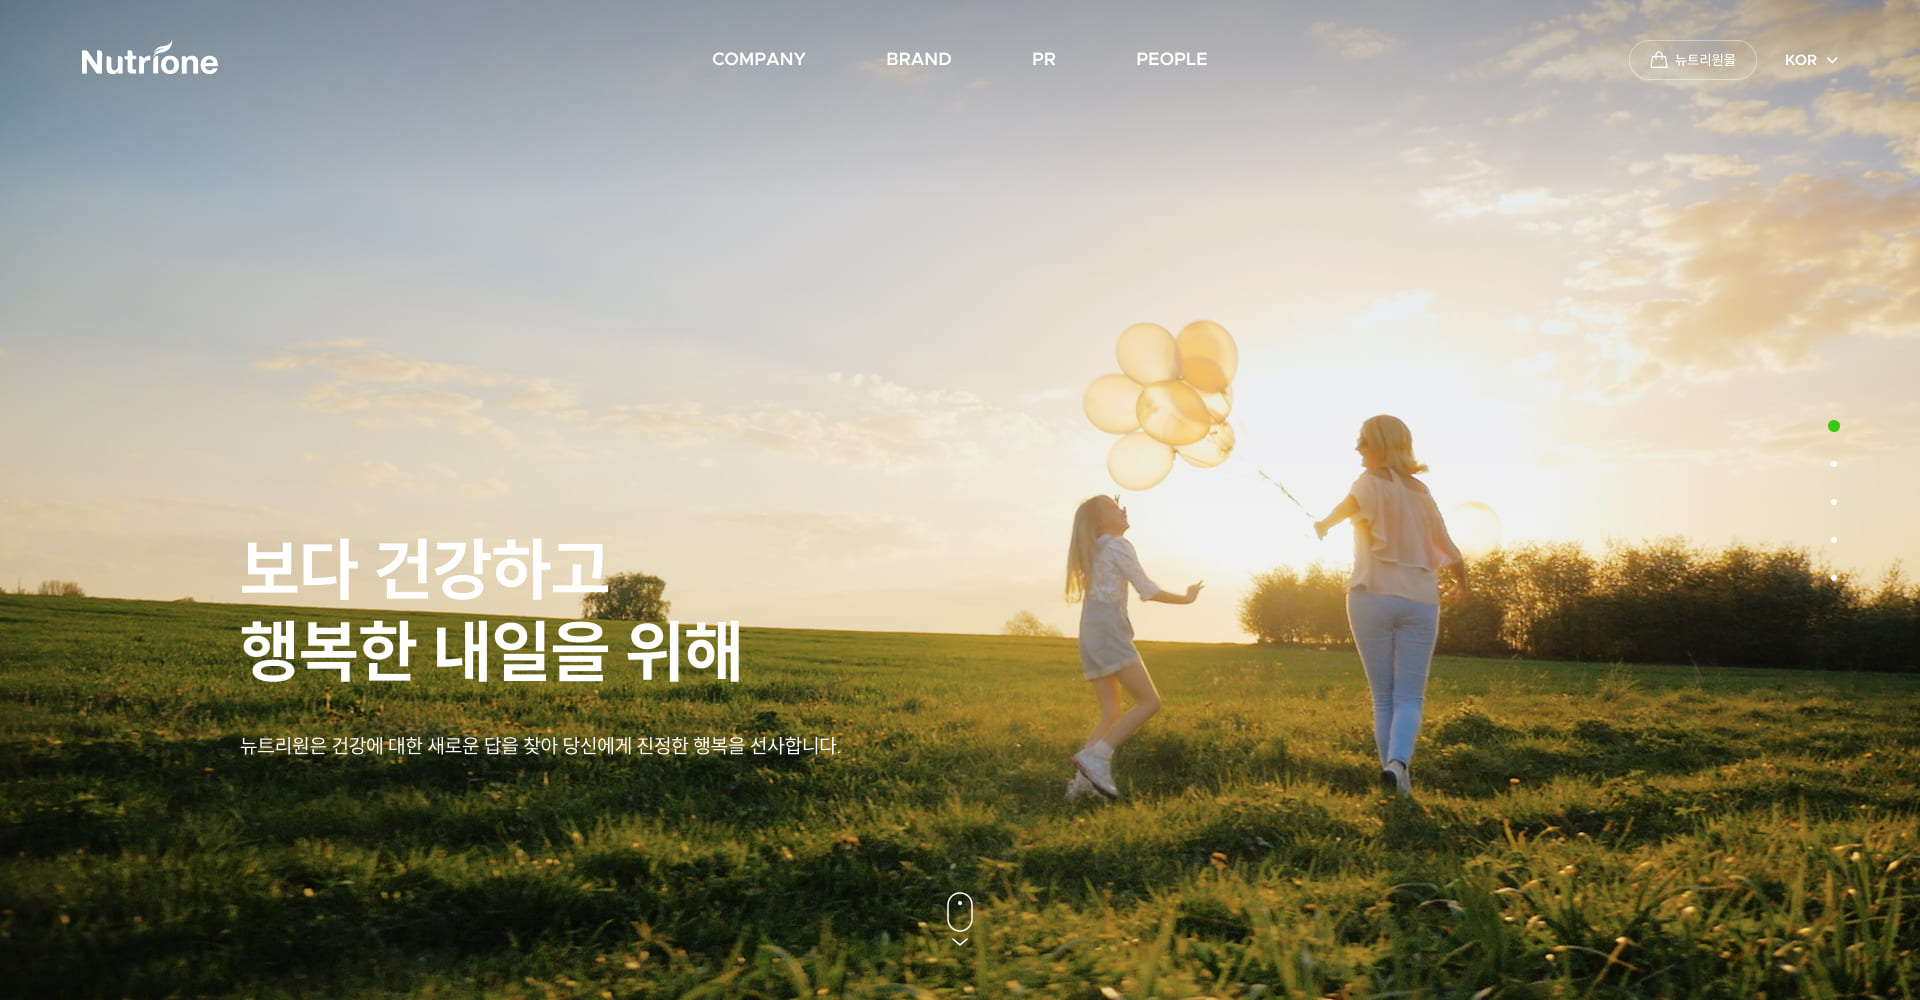 Nutrione
COMPANY
BRAND
PR
PEOPLE
뉴트리원몰
KOR
보다 건강하고
행복한 내일을 위해
뉴트리원은 건강에 대한 새로운 답을 찾아 당신에게 진정한 행복을 선사합니다.